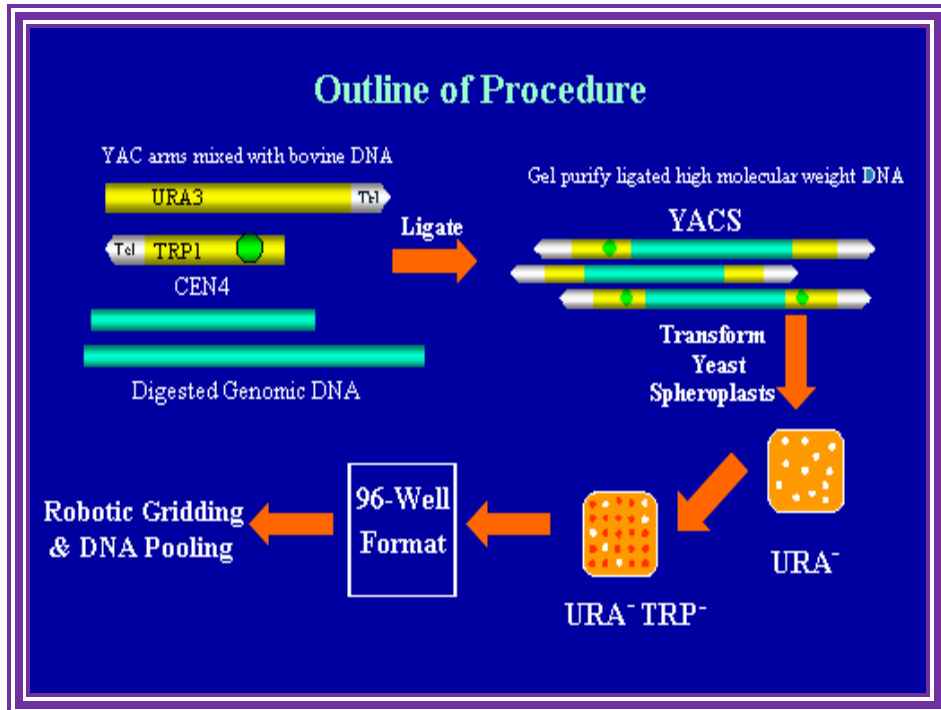 Outline of Procedure
YAC arms mixed with bovine DNA
URA3 Tel
Tel TRP1
CEN4
Digested Genomic DNA
Ligate
Gel purify ligated high molecular weight DNA
YACS
Transform
Yeast
Spheroplasts
URA⁻
URA⁻ TRP⁻
96-Well
Format
Robotic Gridding
& DNA Pooling